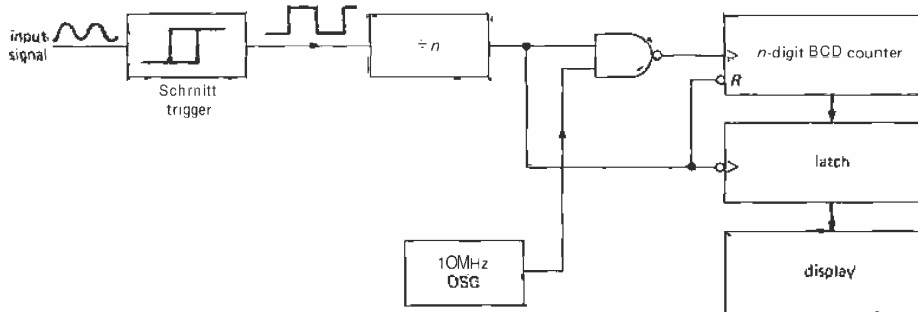 input
signal
Schmitt
trigger
÷ n
10MHz
OSC
n-digit BCD counter
R
latch
display